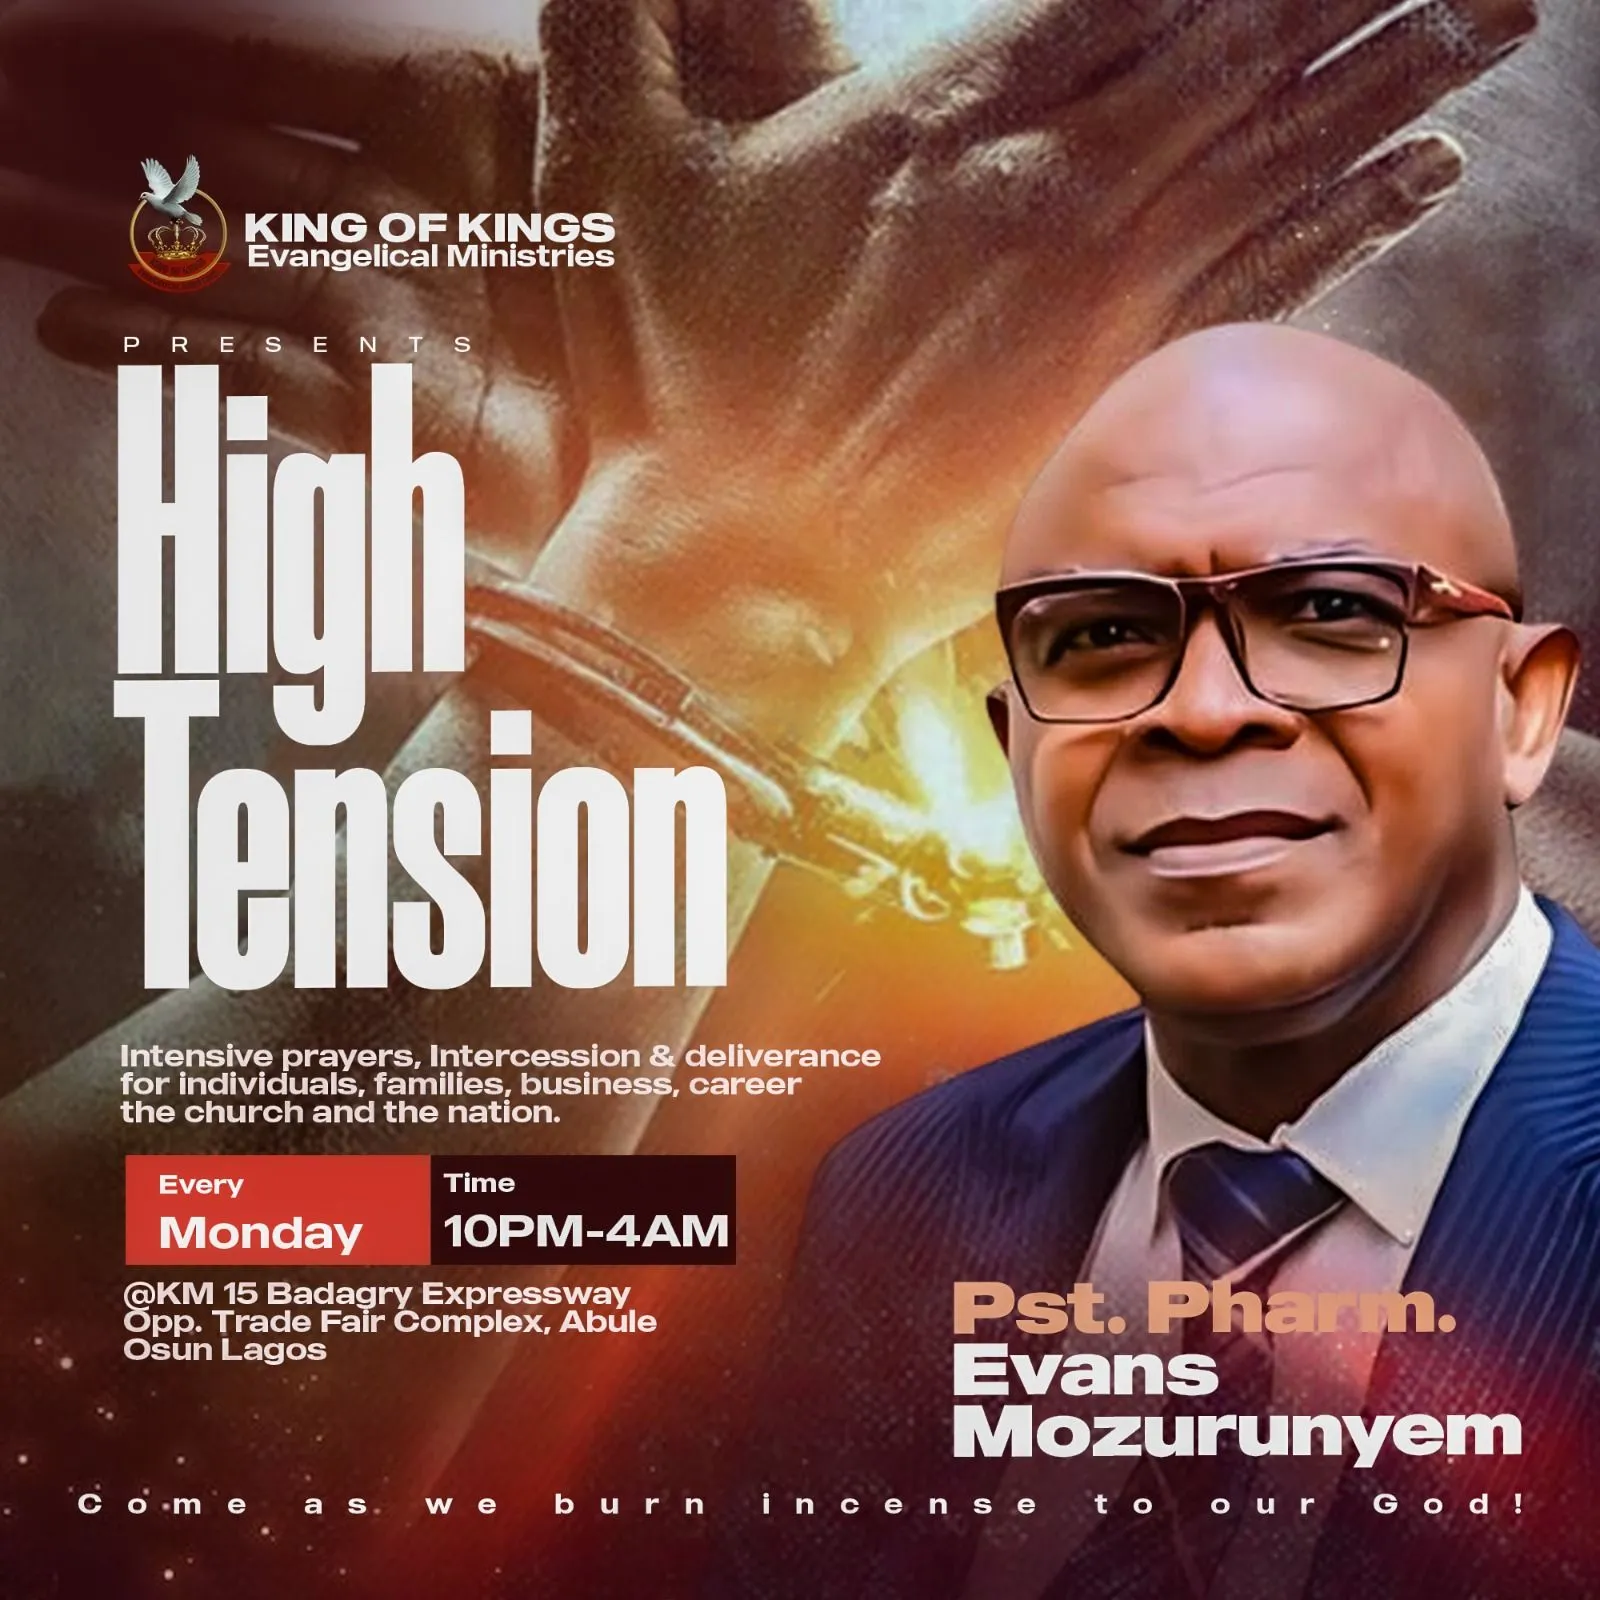 KING OF KINGS
Evangelical Ministries
PRESENTS
High
Tension
Intensive prayers, Intercession & deliverance
for individuals, families, business, career
the church and the nation.
Every
Monday
Time
10PM-4AM
@KM 15 Badagry Expressway
Opp. Trade Fair Complex, Abule
Osun Lagos
Pst. Pharm.
Evans
Mozurunyem
Come as we burn incense to our God!